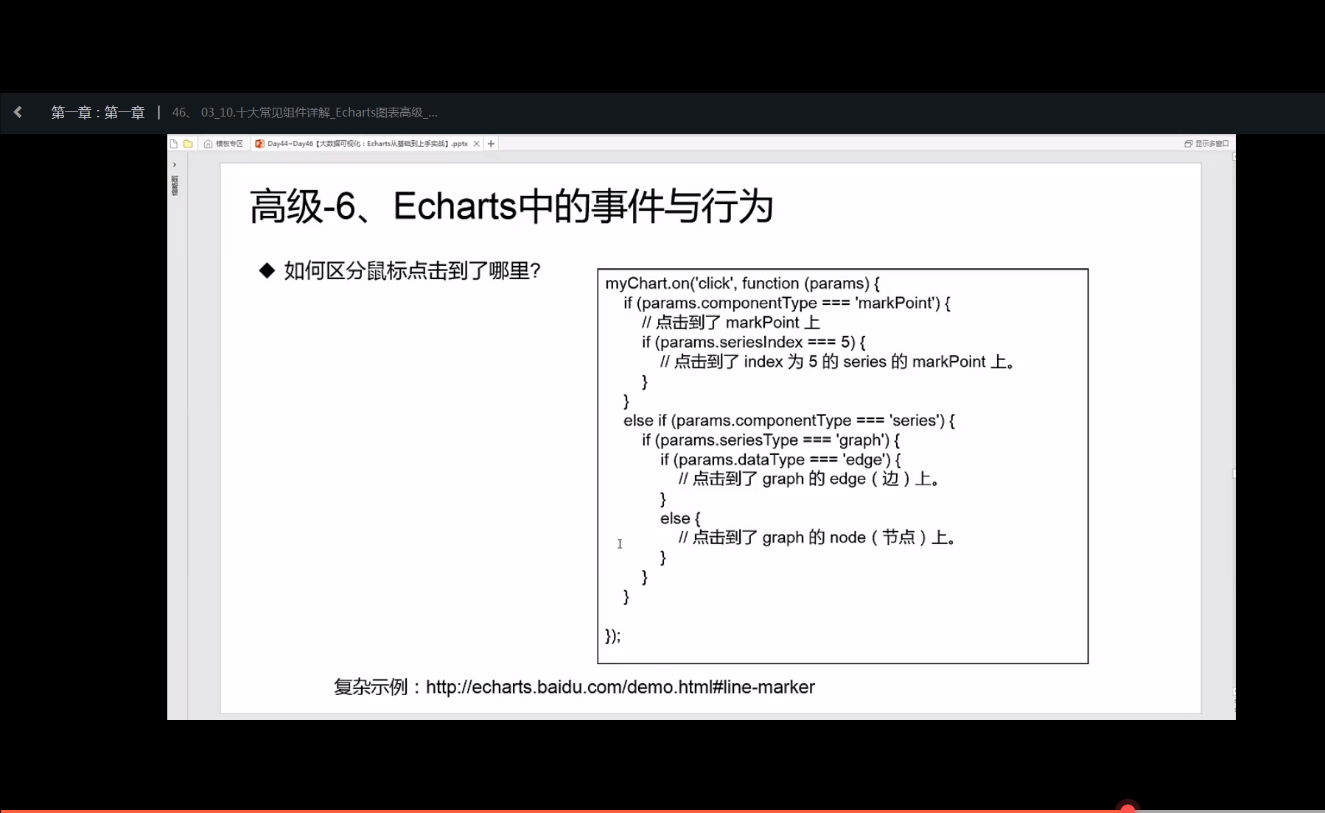 第一章：第一章 | 46、 03_10.十大常见组件详解_Echarts图表高级_...
模板专区 Day44~Day46【大数据可视化：Echarts从基础到上手实战】.pptx 显示多窗口
高级-6、Echarts中的事件与行为
◆ 如何区分鼠标点击到了哪里?
myChart.on('click', function (params) {
if (params.componentType === 'markPoint') {
// 点击到了 markPoint 上
if (params.seriesIndex === 5) {
// 点击到了 index 为 5 的 series 的 markPoint 上。
}
}
else if (params.componentType === 'series') {
if (params.seriesType === 'graph') {
if (params.dataType === 'edge') {
// 点击到了 graph 的 edge（边）上。
}
else {
// 点击到了 graph 的 node（节点）上。
}
}
}
});
复杂示例：http://echarts.baidu.com/demo.html#line-marker